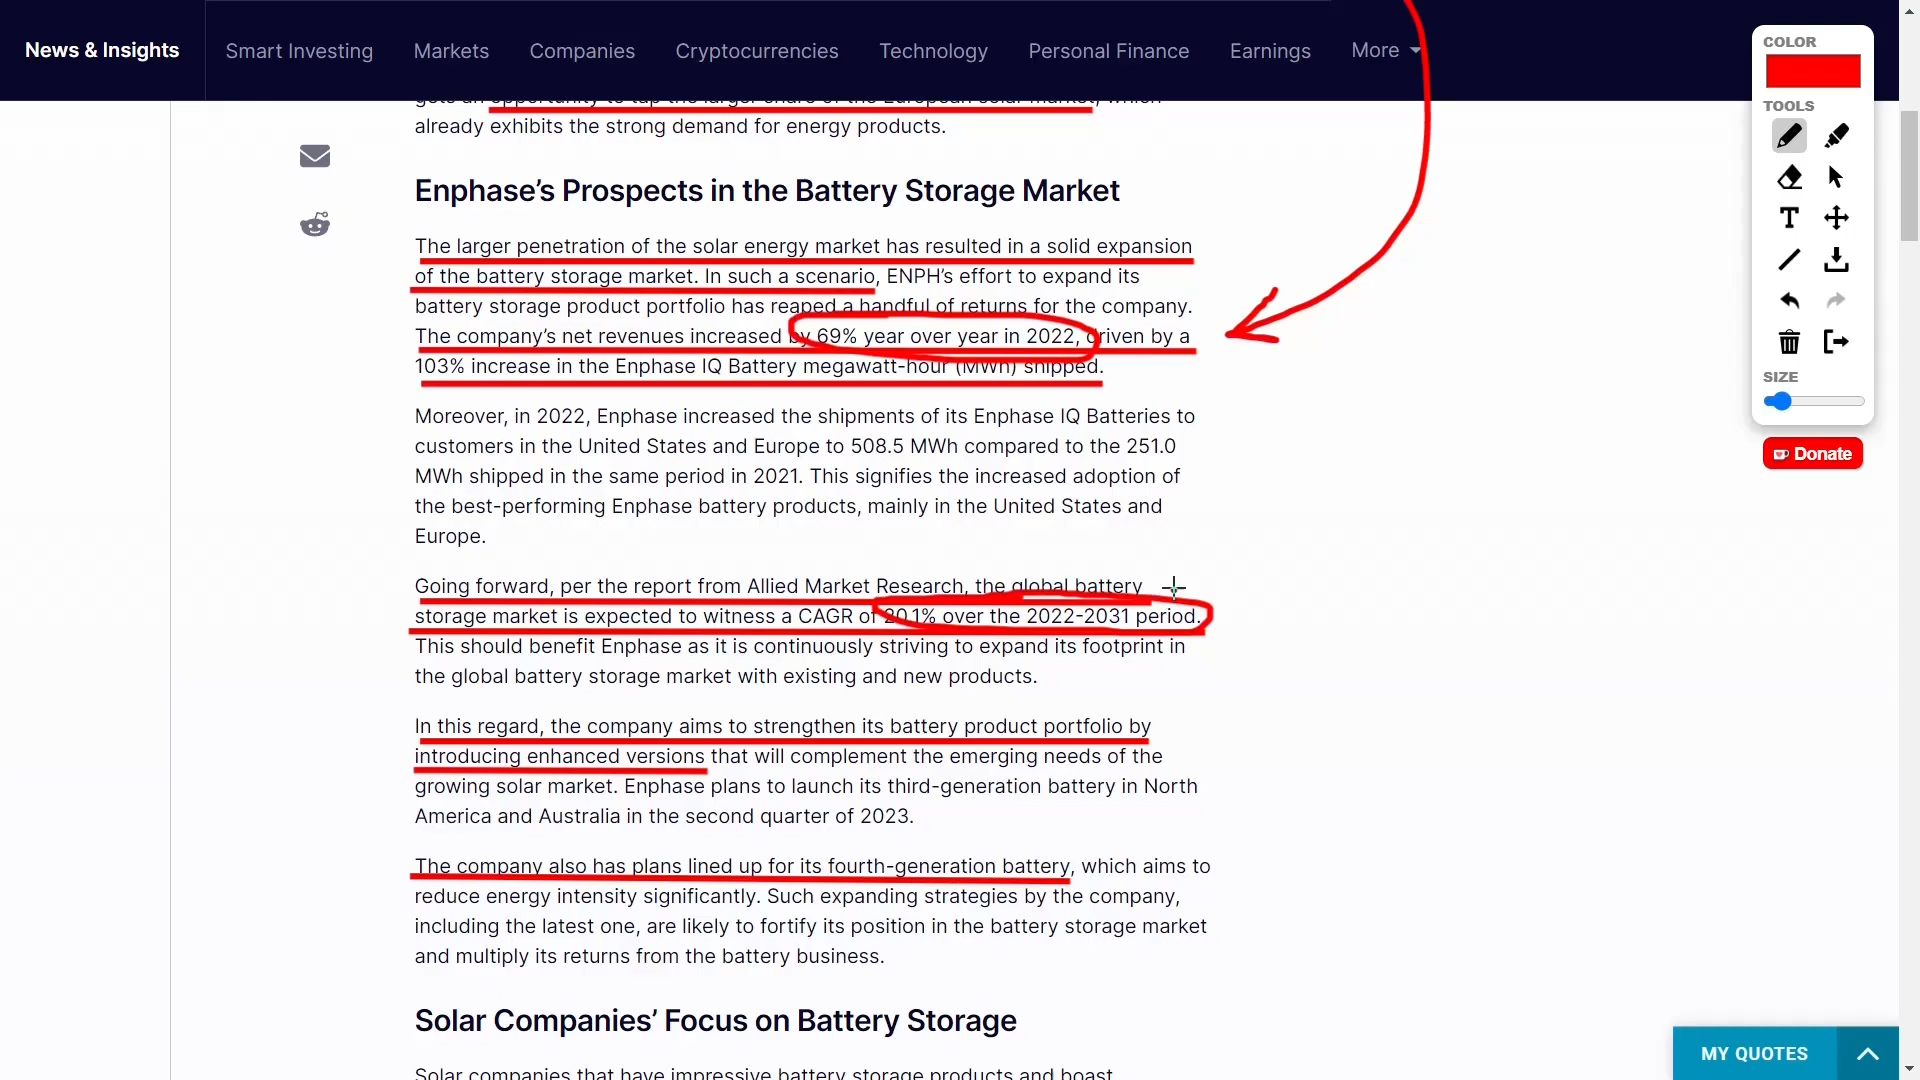 News & Insights
Smart Investing
Markets
Companies
Cryptocurrencies
Technology
Personal Finance
Earnings
More
already exhibits the strong demand for energy products.
Enphase’s Prospects in the Battery Storage Market
The larger penetration of the solar energy market has resulted in a solid expansion
of the battery storage market. In such a scenario, ENPH’s effort to expand its
battery storage product portfolio has reaped a handful of returns for the company.
The company’s net revenues increased by 69% year over year in 2022, driven by a
103% increase in the Enphase IQ Battery megawatt-hour (MWh) shipped.
Moreover, in 2022, Enphase increased the shipments of its Enphase IQ Batteries to
customers in the United States and Europe to 508.5 MWh compared to the 251.0
MWh shipped in the same period in 2021. This signifies the increased adoption of
the best-performing Enphase battery products, mainly in the United States and
Europe.
Going forward, per the report from Allied Market Research, the global battery
storage market is expected to witness a CAGR of 20.1% over the 2022-2031 period.
This should benefit Enphase as it is continuously striving to expand its footprint in
the global battery storage market with existing and new products.
In this regard, the company aims to strengthen its battery product portfolio by
introducing enhanced versions that will complement the emerging needs of the
growing solar market. Enphase plans to launch its third-generation battery in North
America and Australia in the second quarter of 2023.
The company also has plans lined up for its fourth-generation battery, which aims to
reduce energy intensity significantly. Such expanding strategies by the company,
including the latest one, are likely to fortify its position in the battery storage market
and multiply its returns from the battery business.
Solar Companies’ Focus on Battery Storage
Solar companies that have impressive battery storage products and boast
COLOR
TOOLS
SIZE
Donate
MY QUOTES